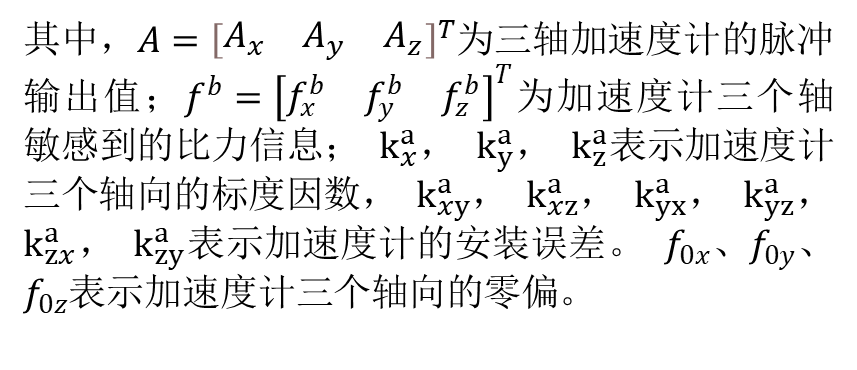 其中，$A = [A_x \quad A_y \quad A_z]^T$为三轴加速度计的脉冲
输出值；$f^b = [f_x^b \quad f_y^b \quad f_z^b]^T$为加速度计三个轴
敏感到的比力信息；$\mathrm{k}_x^{\mathrm{a}}$，$\mathrm{k}_{\mathrm{y}}^{\mathrm{a}}$，$\mathrm{k}_{\mathrm{z}}^{\mathrm{a}}$表示加速度计
三个轴向的标度因数，$\mathrm{k}_{x\mathrm{y}}^{\mathrm{a}}$，$\mathrm{k}_{x\mathrm{z}}^{\mathrm{a}}$，$\mathrm{k}_{\mathrm{yx}}^{\mathrm{a}}$，$\mathrm{k}_{\mathrm{yz}}^{\mathrm{a}}$，
$\mathrm{k}_{\mathrm{z}x}^{\mathrm{a}}$，$\mathrm{k}_{\mathrm{zy}}^{\mathrm{a}}$表示加速度计的安装误差。$f_{0x}$、$f_{0y}$、
$f_{0z}$表示加速度计三个轴向的零偏。